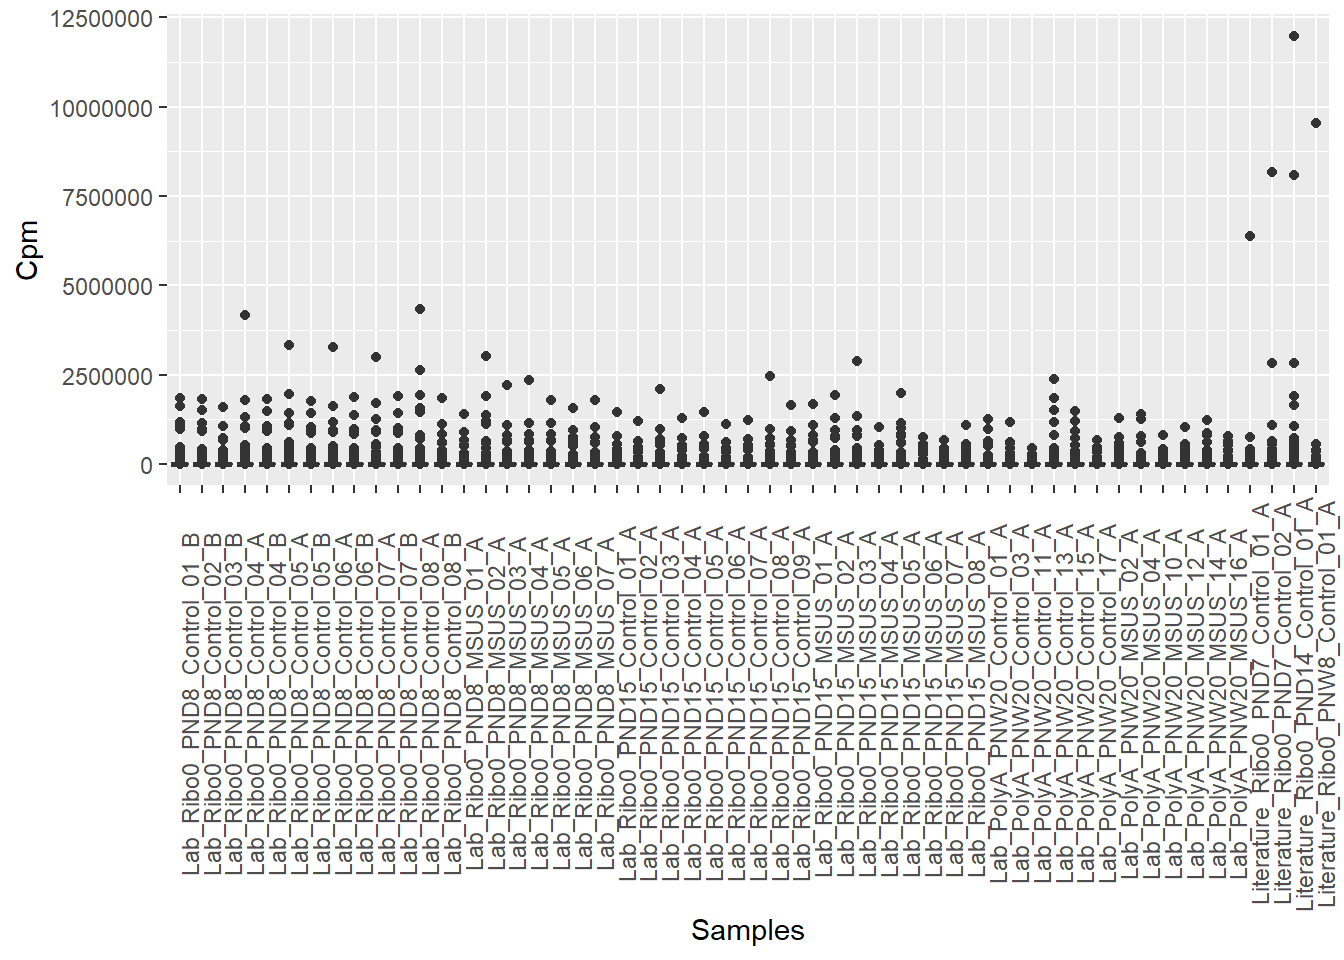 12500000
10000000
7500000
5000000
2500000
0
Cpm
Lab_Ribo0_PND8_Control_01_B
Lab_Ribo0_PND8_Control_02_B
Lab_Ribo0_PND8_Control_03_B
Lab_Ribo0_PND8_Control_04_A
Lab_Ribo0_PND8_Control_04_B
Lab_Ribo0_PND8_Control_05_A
Lab_Ribo0_PND8_Control_05_B
Lab_Ribo0_PND8_Control_06_A
Lab_Ribo0_PND8_Control_06_B
Lab_Ribo0_PND8_Control_07_A
Lab_Ribo0_PND8_Control_07_B
Lab_Ribo0_PND8_Control_08_A
Lab_Ribo0_PND8_Control_08_B
Lab_Ribo0_PND8_MSUS_01_A
Lab_Ribo0_PND8_MSUS_02_A
Lab_Ribo0_PND8_MSUS_03_A
Lab_Ribo0_PND8_MSUS_04_A
Lab_Ribo0_PND8_MSUS_05_A
Lab_Ribo0_PND8_MSUS_06_A
Lab_Ribo0_PND8_MSUS_07_A
Lab_Ribo0_PND15_Control_01_A
Lab_Ribo0_PND15_Control_02_A
Lab_Ribo0_PND15_Control_03_A
Lab_Ribo0_PND15_Control_04_A
Lab_Ribo0_PND15_Control_05_A
Lab_Ribo0_PND15_Control_06_A
Lab_Ribo0_PND15_Control_07_A
Lab_Ribo0_PND15_Control_08_A
Lab_Ribo0_PND15_Control_09_A
Lab_Ribo0_PND15_MSUS_01_A
Lab_Ribo0_PND15_MSUS_02_A
Lab_Ribo0_PND15_MSUS_03_A
Lab_Ribo0_PND15_MSUS_04_A
Lab_Ribo0_PND15_MSUS_05_A
Lab_Ribo0_PND15_MSUS_06_A
Lab_Ribo0_PND15_MSUS_07_A
Lab_Ribo0_PND15_MSUS_08_A
Lab_PolyA_PNW20_Control_01_A
Lab_PolyA_PNW20_Control_03_A
Lab_PolyA_PNW20_Control_11_A
Lab_PolyA_PNW20_Control_13_A
Lab_PolyA_PNW20_Control_15_A
Lab_PolyA_PNW20_Control_17_A
Lab_PolyA_PNW20_MSUS_02_A
Lab_PolyA_PNW20_MSUS_04_A
Lab_PolyA_PNW20_MSUS_10_A
Lab_PolyA_PNW20_MSUS_12_A
Lab_PolyA_PNW20_MSUS_14_A
Lab_PolyA_PNW20_MSUS_16_A
Literature_Ribo0_PND7_Control_01_A
Literature_Ribo0_PND7_Control_02_A
Literature_Ribo0_PND14_Control_01_A
Literature_Ribo0_PNW8_Control_01_A
Samples